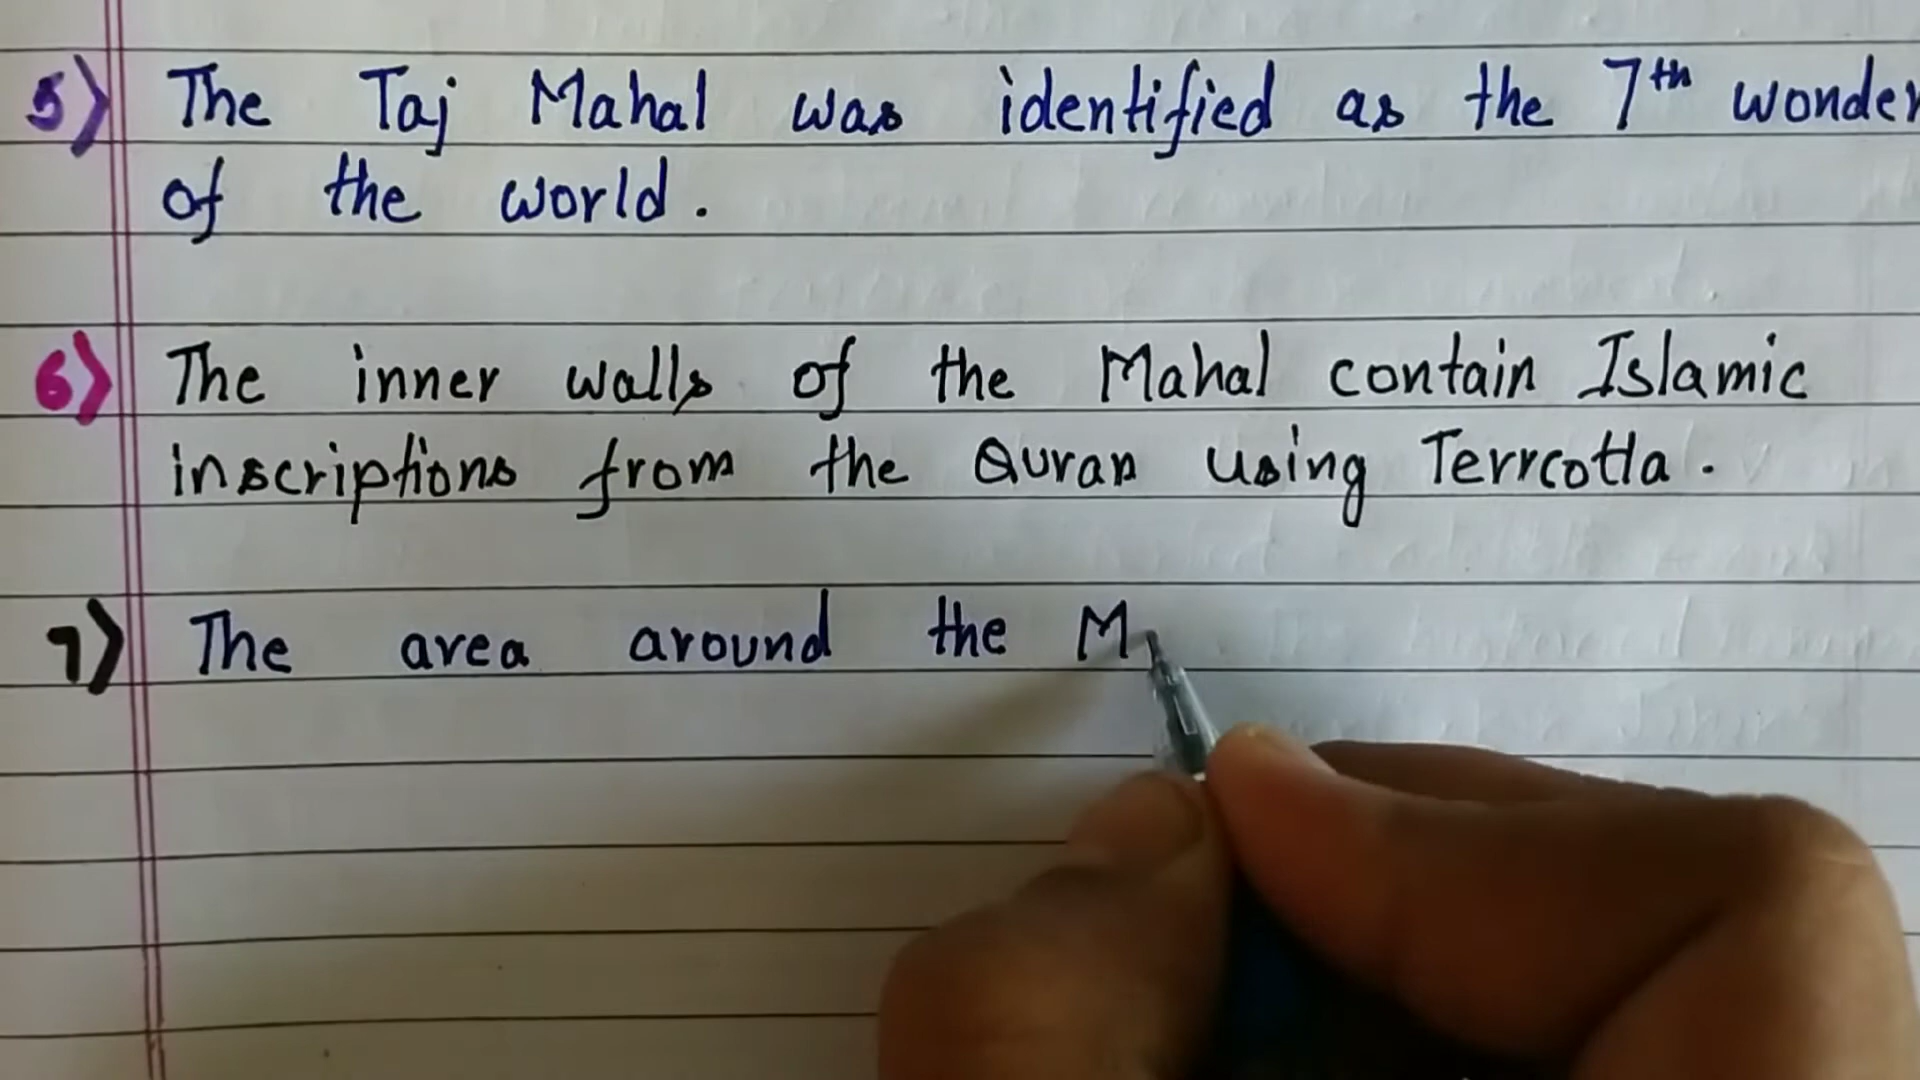 5) The Taj Mahal was identified as the 7th wonder
of the world.
6) The inner walls of the Mahal contain Islamic
inscriptions from the Quran using Terrcotta.
7) The area around the M